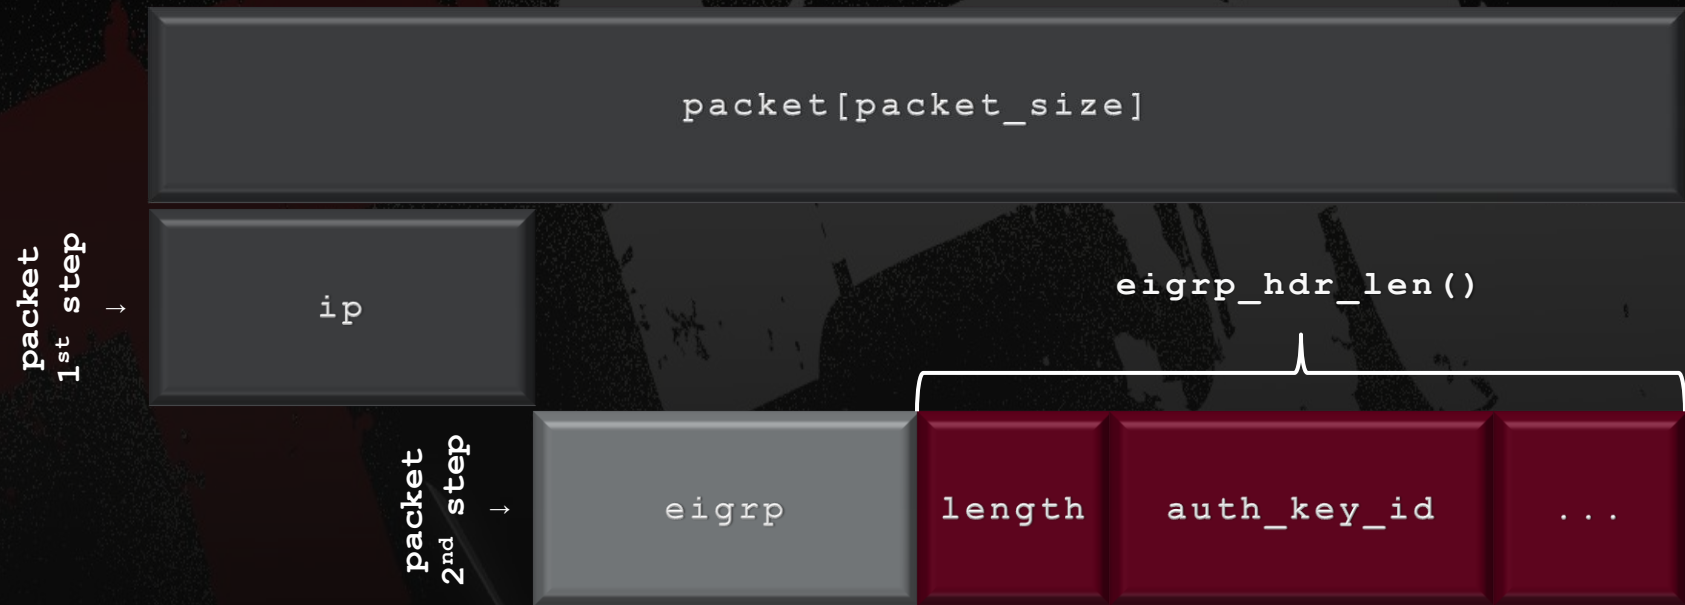 packet[packet_size]
packet
1st step
→
ip
eigrp_hdr_len()
packet
2nd step
→
eigrp
length
auth_key_id
...